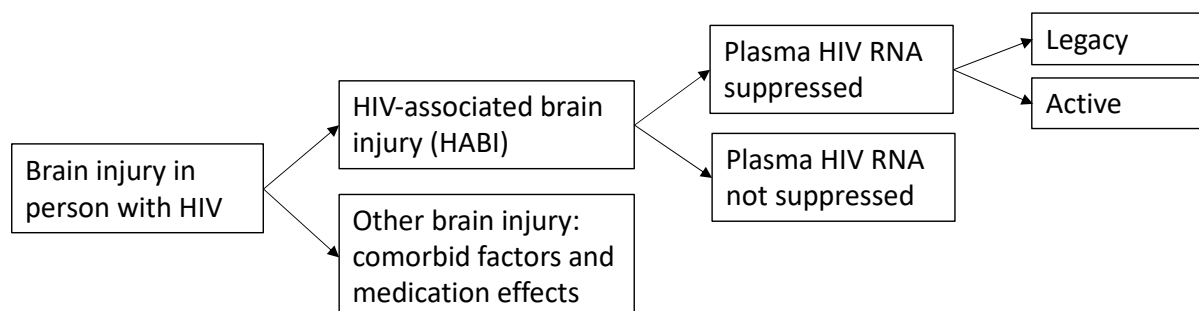 Brain injury in
person with HIV
HIV-associated brain
injury (HABI)
Other brain injury:
comorbid factors and
medication effects
Plasma HIV RNA
suppressed
Plasma HIV RNA
not suppressed
Legacy
Active